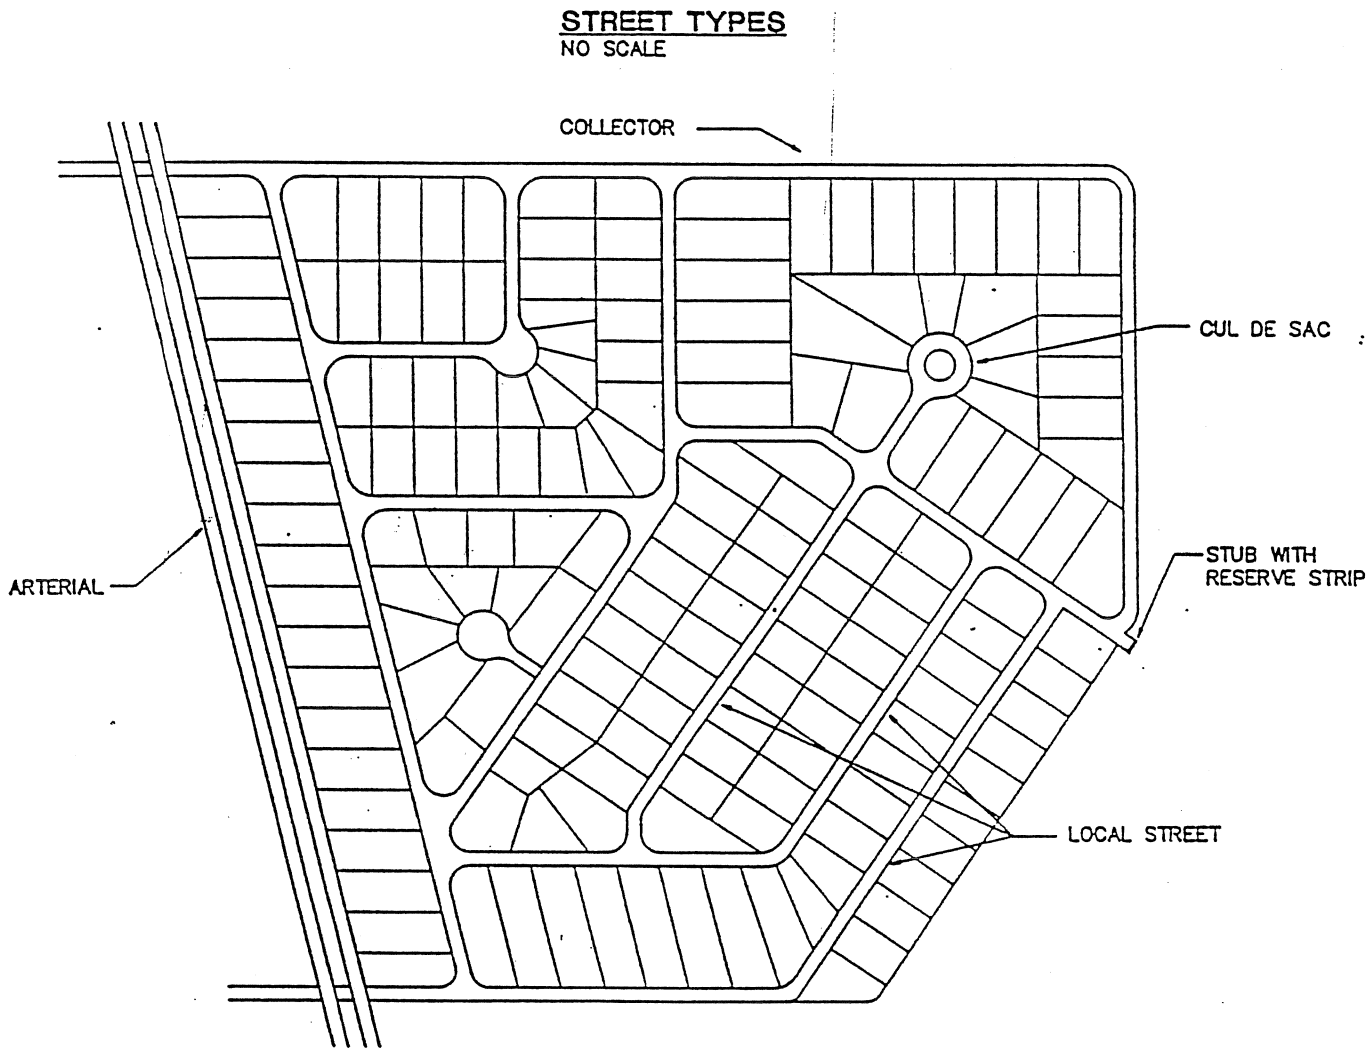 STREET TYPES
NO SCALE
COLLECTOR
CUL DE SAC
STUB WITH
RESERVE STRIP
ARTERIAL
LOCAL STREET